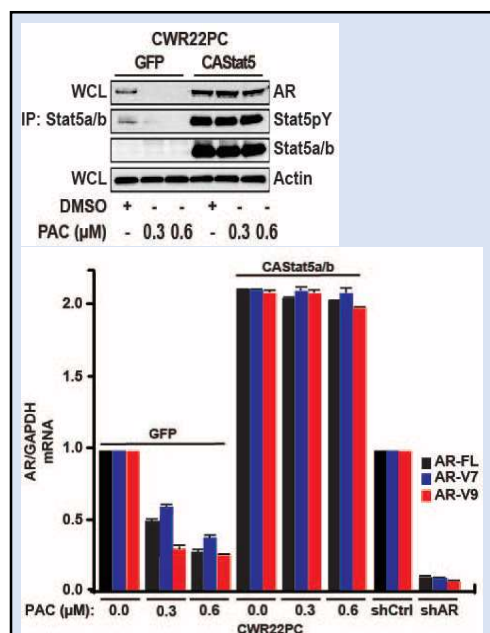 CWR22PC
GFP CAStat5
WCL AR
IP: Stat5a/b Stat5pY
Stat5a/b
WCL Actin
DMSO + - - + - -
PAC (µM) - 0.3 0.6 - 0.3 0.6
CAStat5a/b
2.0
1.5
AR/GAPDH
mRNA
1.0
GFP
AR-FL
AR-V7
AR-V9
0.5
0.0
PAC (µM): 0.0 0.3 0.6 0.0 0.3 0.6 shCtrl shAR
CWR22PC